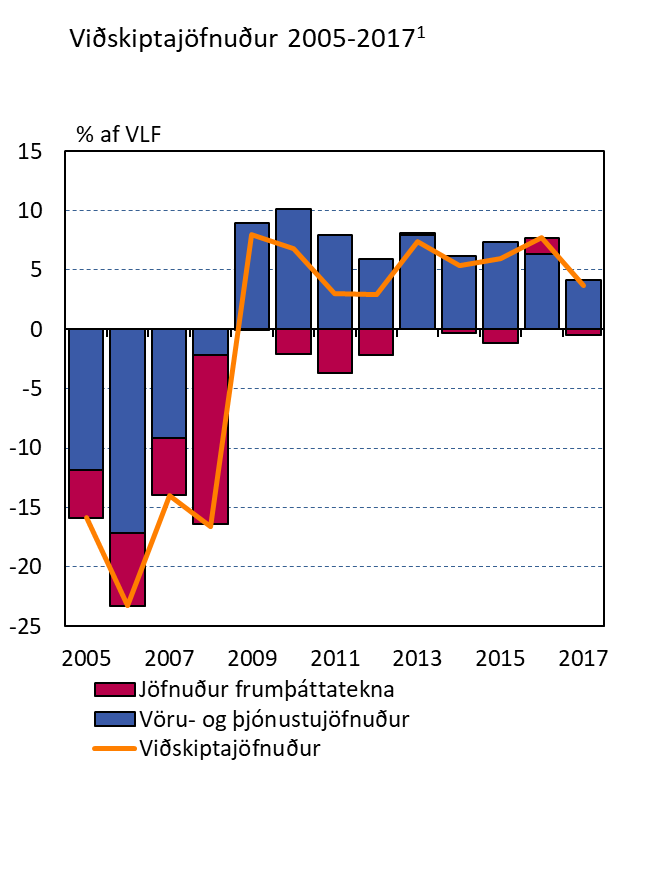 Viðskiptajöfnuður 2005-2017¹
% af VLF
15
10
5
0
-5
-10
-15
-20
-25
2005 2007 2009 2011 2013 2015 2017
Jöfnuður frumþáttatekna
Vöru- og þjónustujöfnuður
Viðskiptajöfnuður